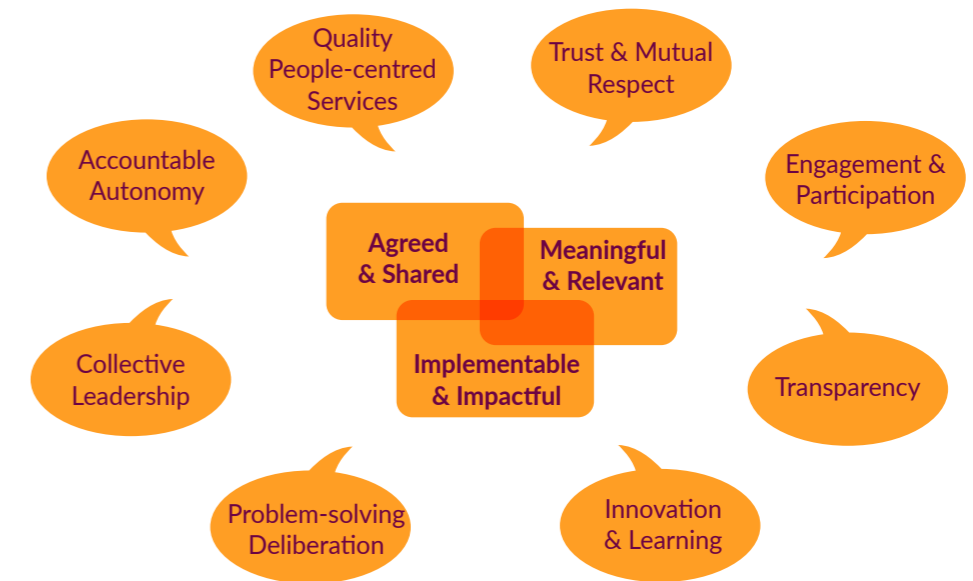 Quality
People-centred
Services
Trust & Mutual
Respect
Accountable
Autonomy
Engagement &
Participation
Agreed
& Shared
Meaningful
& Relevant
Implementable
& Impactful
Collective
Leadership
Transparency
Problem-solving
Deliberation
Innovation
& Learning